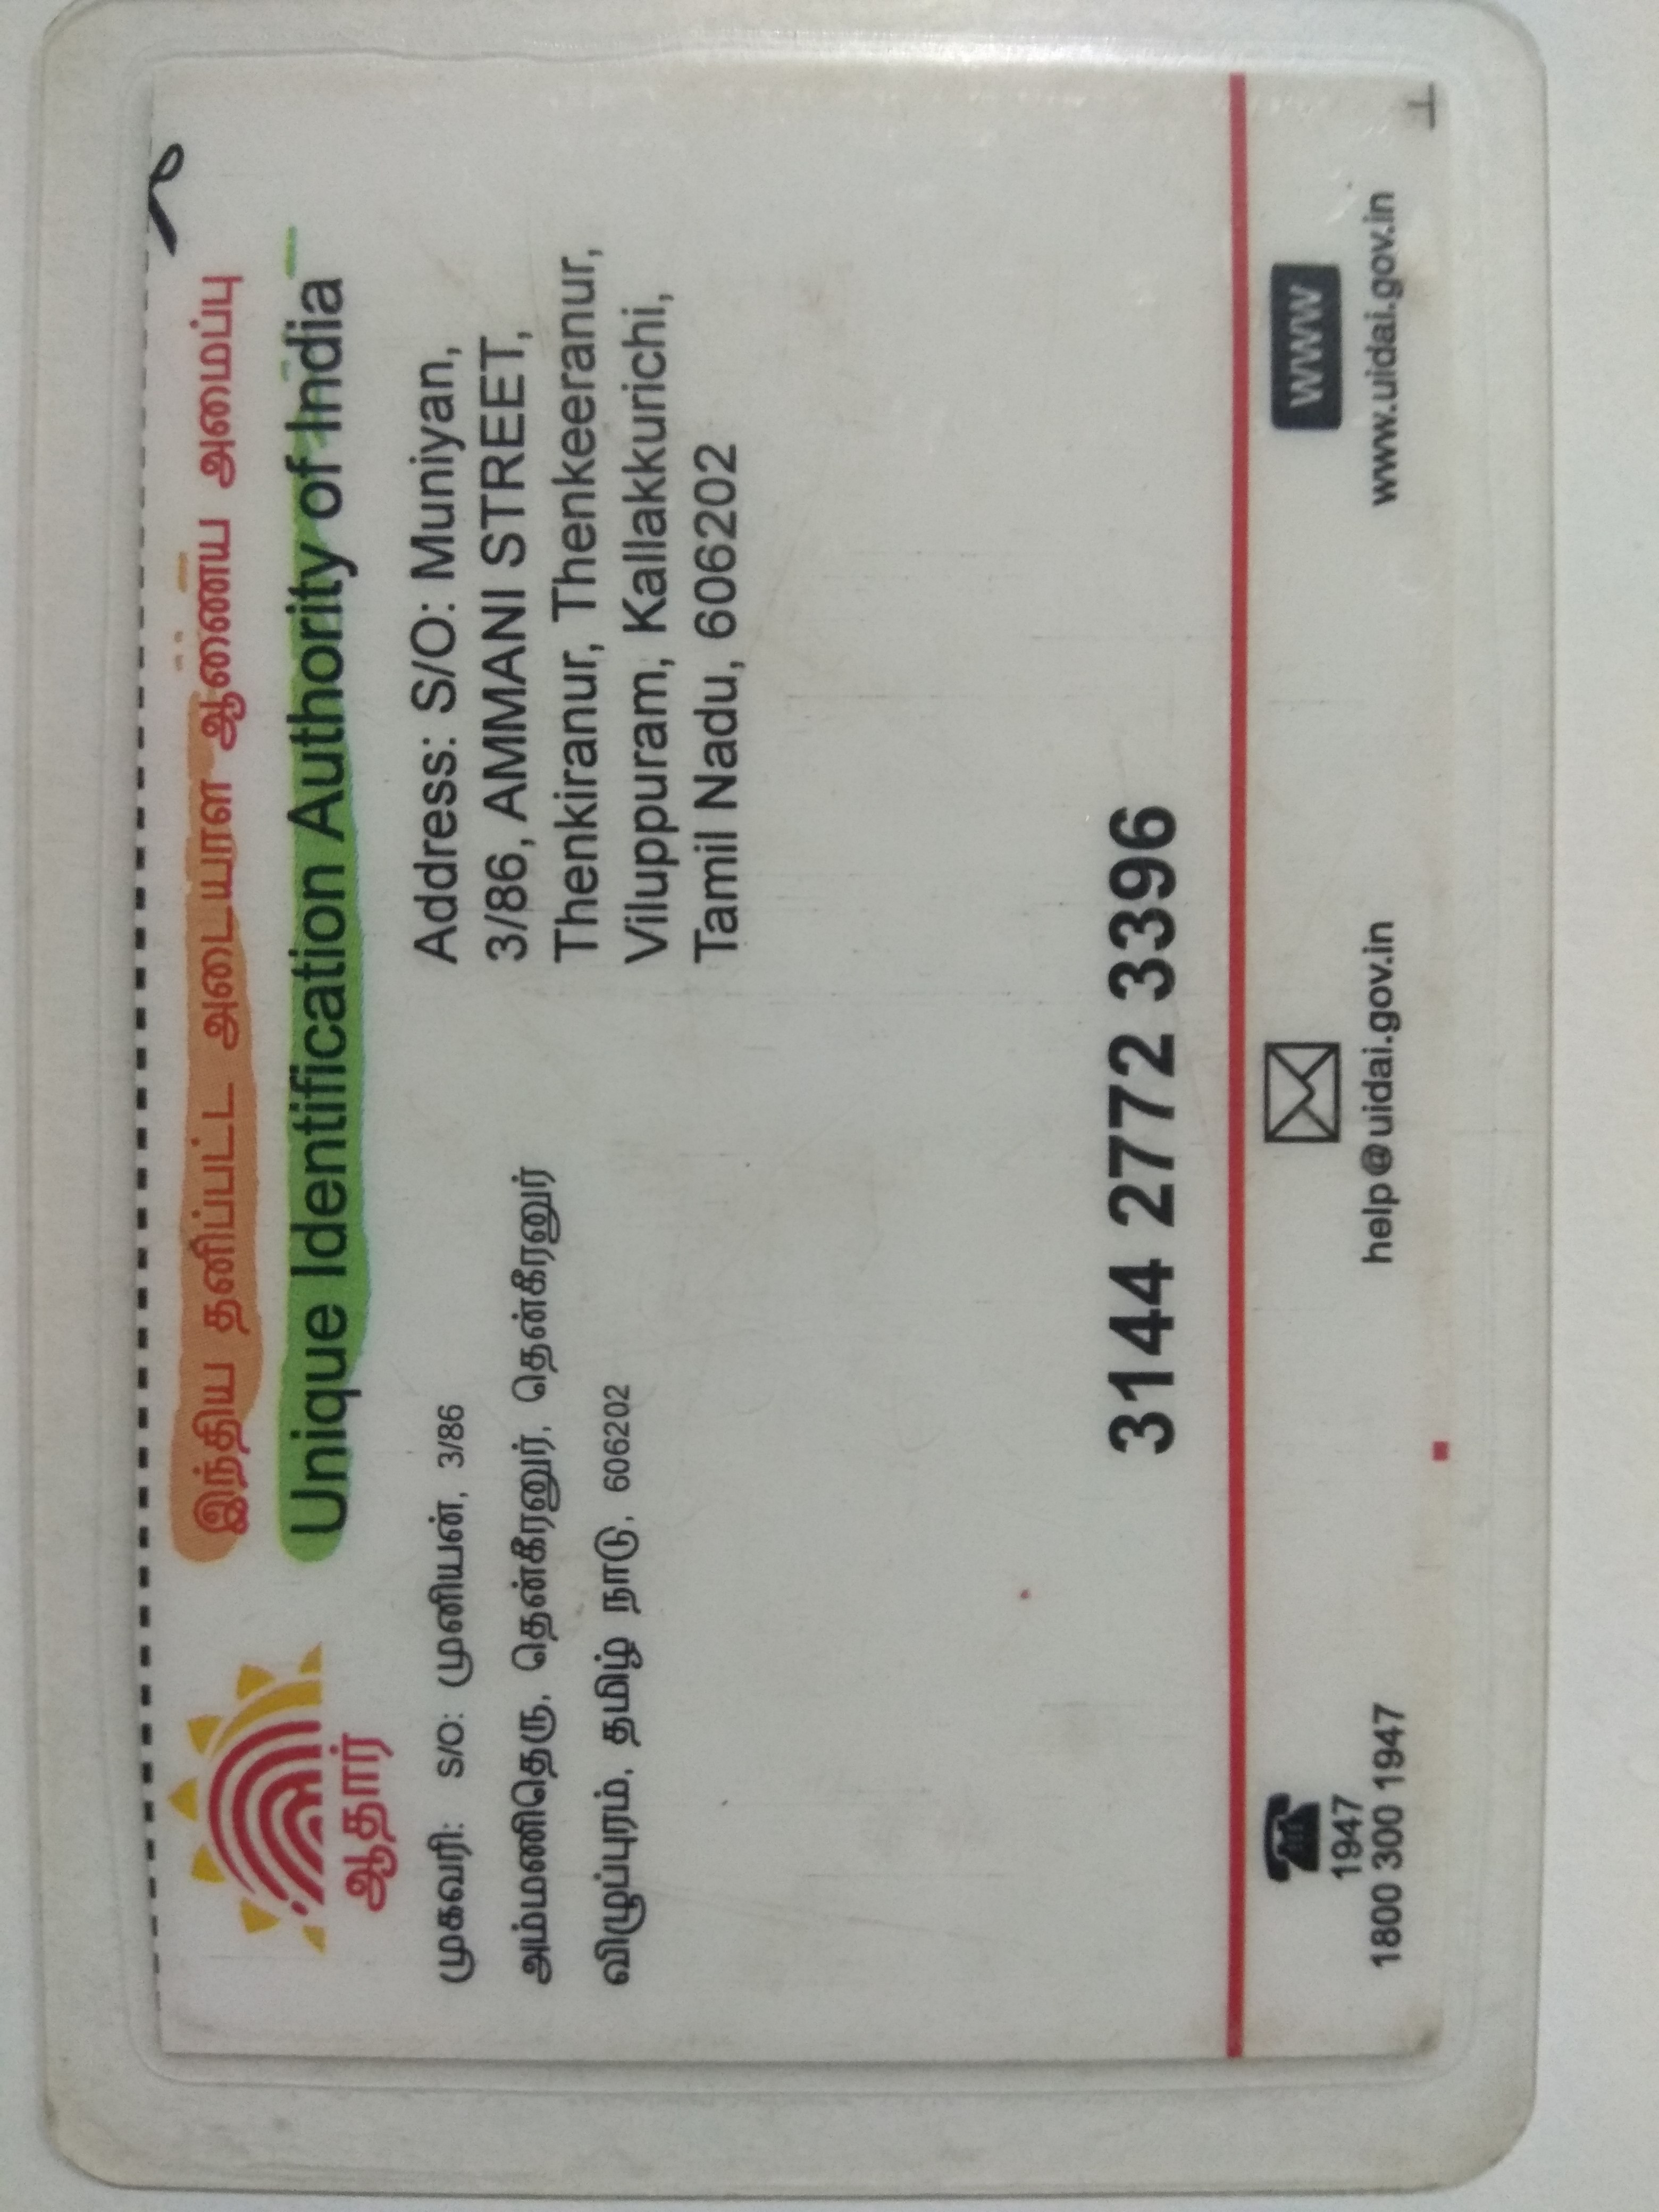 இந்திய தனிப்பட்ட அடையாள ஆணைய அமைப்பு
Unique Identification Authority of India
ஆதார்
முகவரி: S/O: முனியன், 3/86
அம்மணிதெரு, தென்கீரனுர், தென்கீரனுர்
விழுப்புரம், தமிழ் நாடு, 606202
Address: S/O: Muniyan,
3/86, AMMANI STREET,
Thenkiranur, Thenkeeranur,
Viluppuram, Kallakkurichi,
Tamil Nadu, 606202
3144 2772 3396
1947
1800 300 1947
help@uidai.gov.in
WWW
www.uidai.gov.in